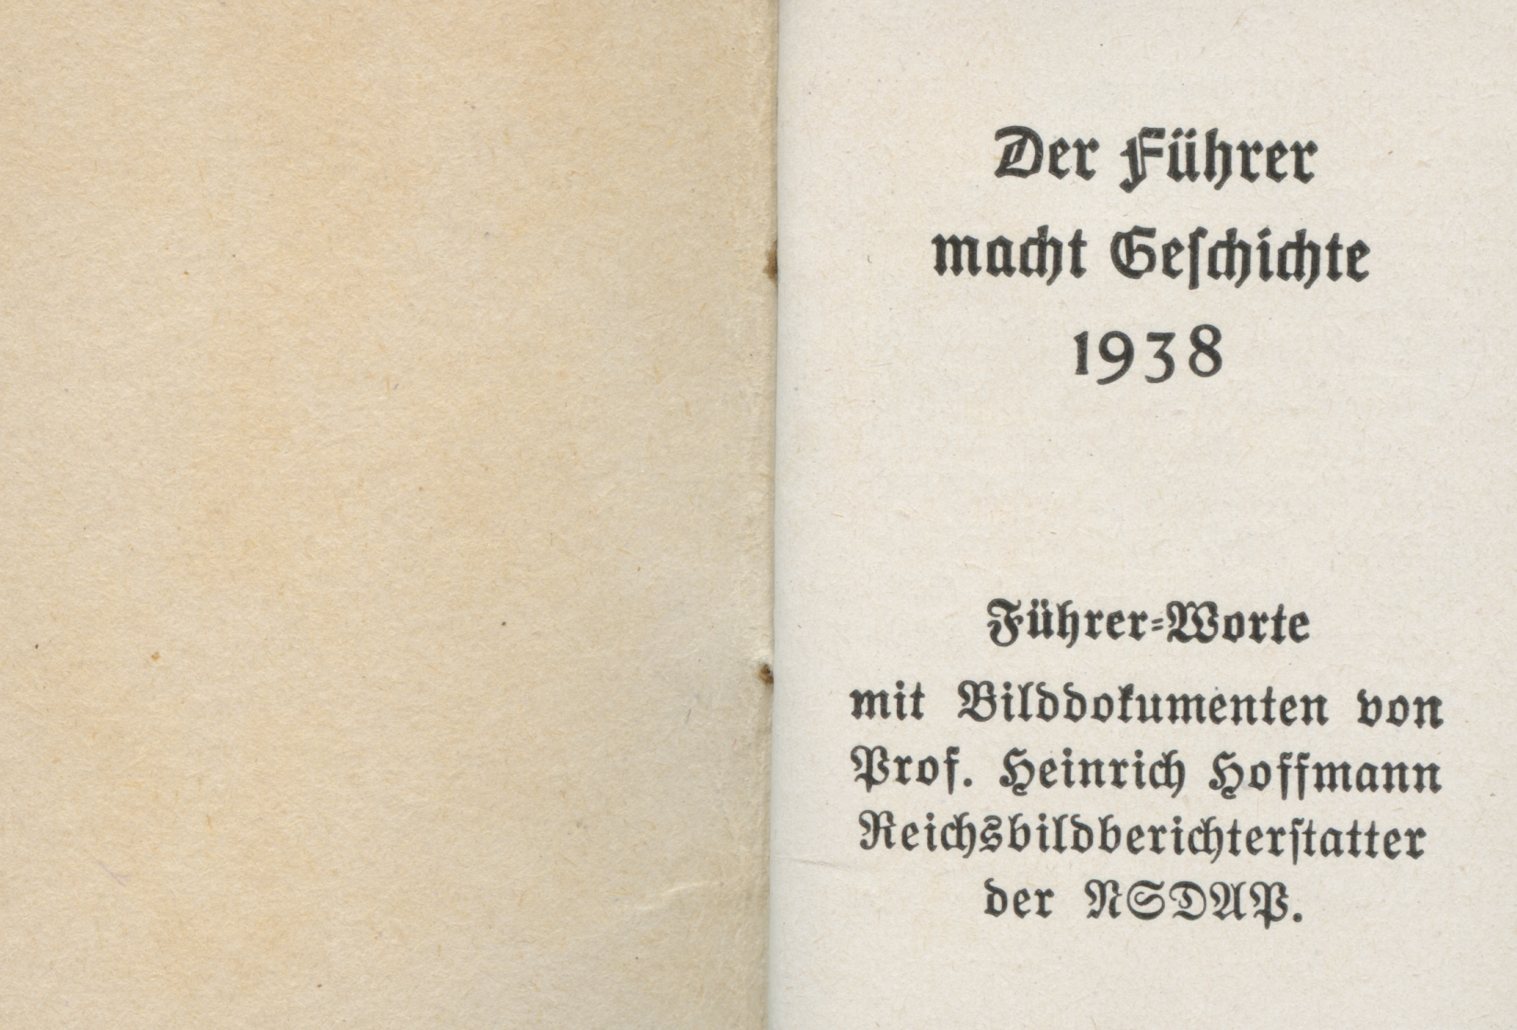 Der Führer
macht Geſchichte
1938
Führer=Worte
mit Bilddokumenten von
Prof. Heinrich Hoffmann
Reichsbildberichterſtatter
der NSDAP.